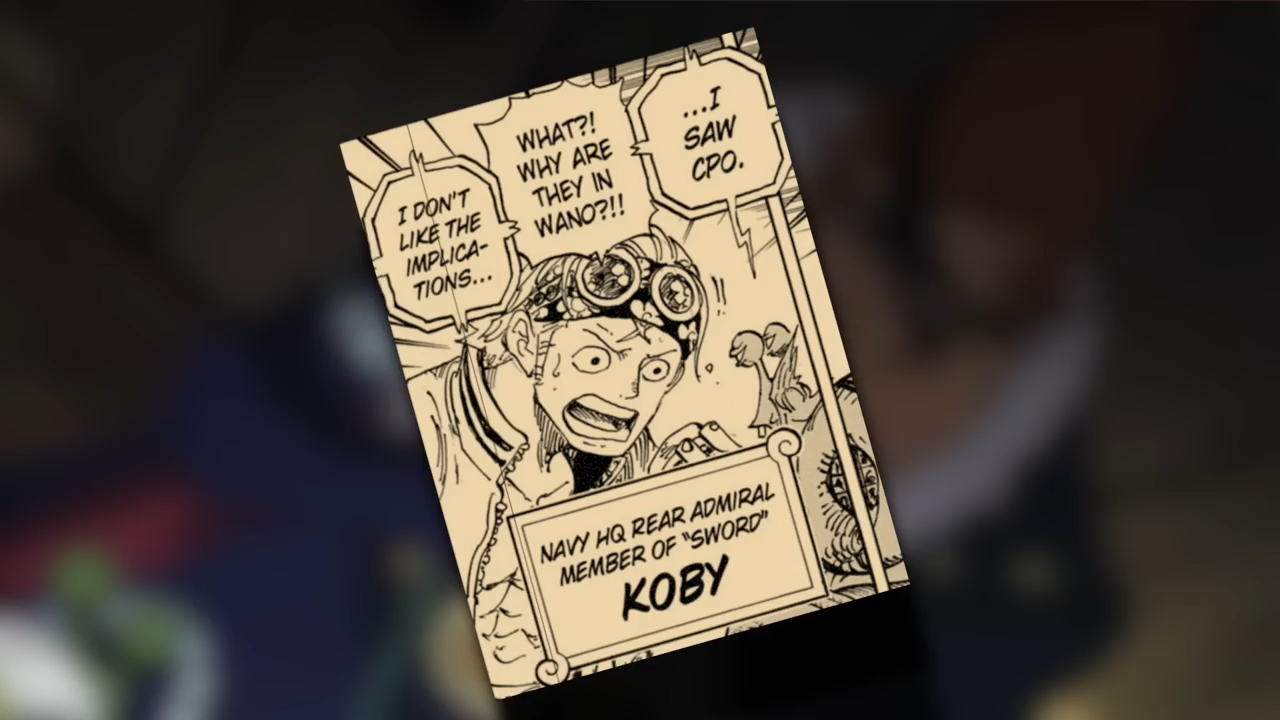 ...I
SAW
CPO.
WHAT?!
WHY ARE
THEY IN
WANO?!!
I DON'T
LIKE THE
IMPLICA-
TIONS...
NAVY HQ REAR ADMIRAL
MEMBER OF "SWORD"
KOBY